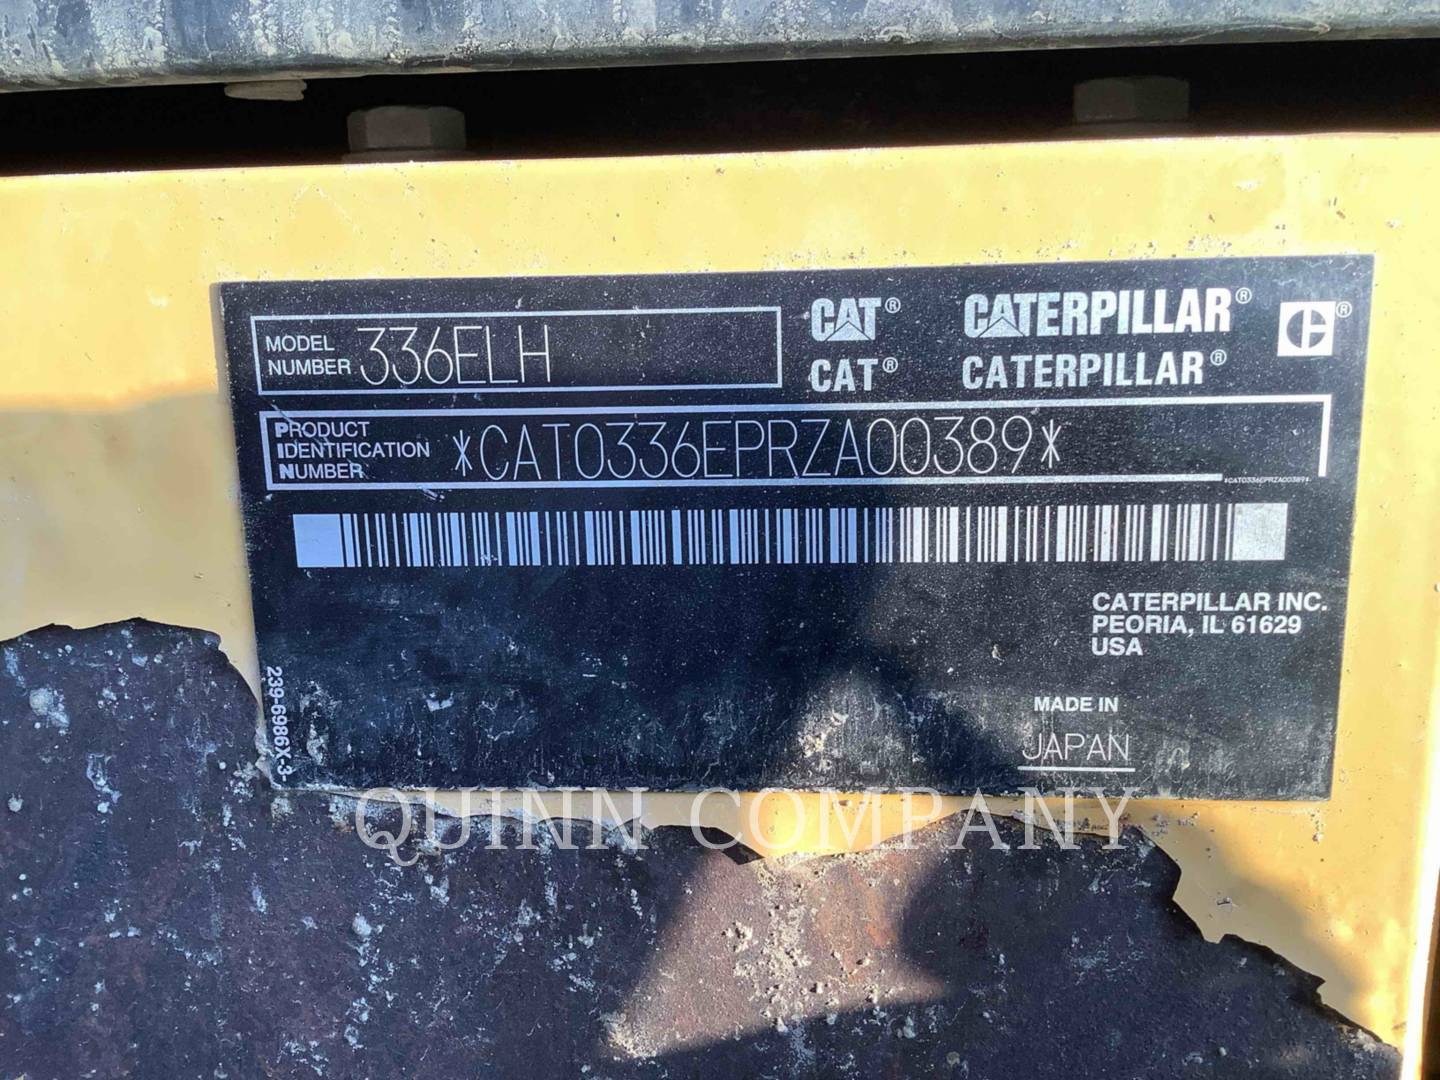 MODEL
NUMBER 336ELH
CAT® CATERPILLAR® ®
CAT® CATERPILLAR®
PRODUCT
IDENTIFICATION
NUMBER
*CAT0336EPRZA00389*
*CAT0336EPRZA00389*
CATERPILLAR INC.
PEORIA, IL 61629
USA
239-6986X-3
MADE IN
JAPAN
QUINN COMPANY